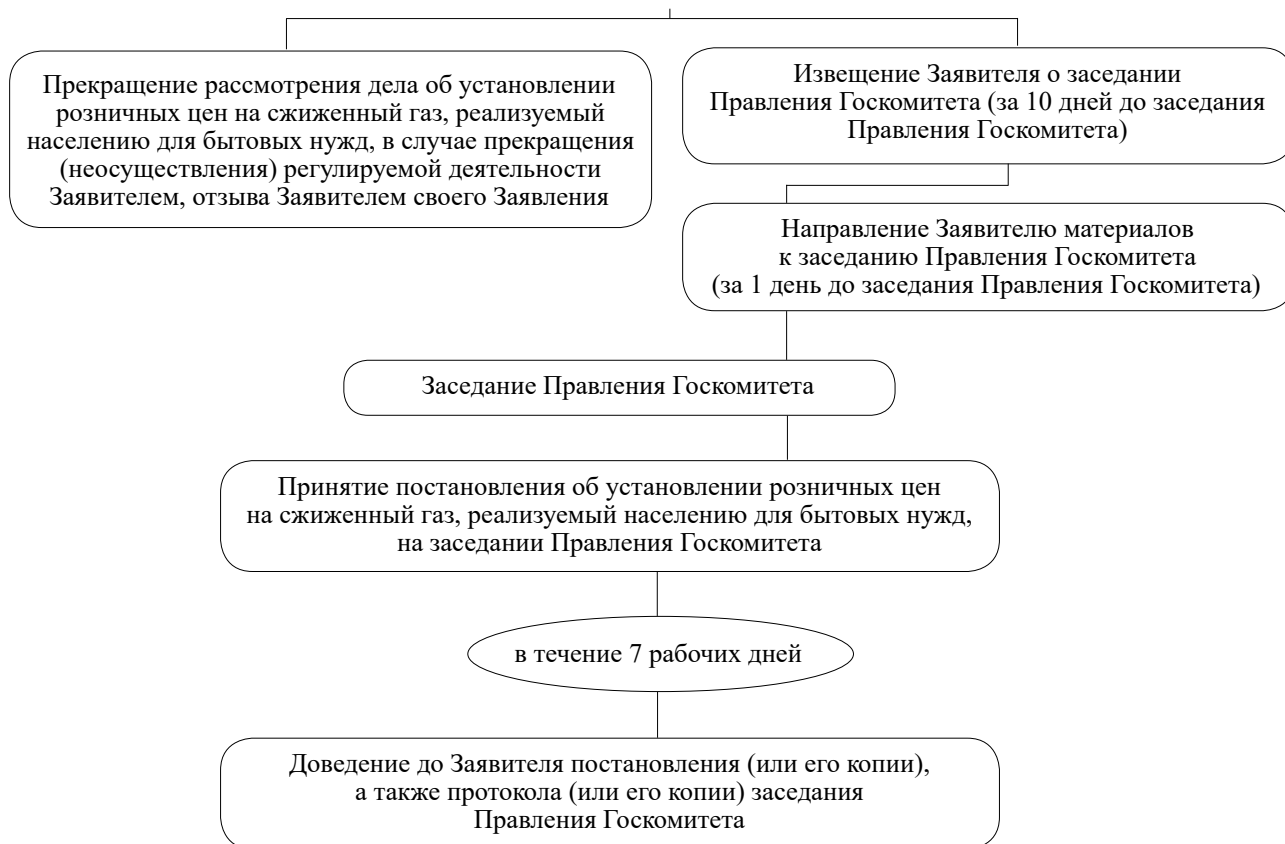 Прекращение рассмотрения дела об установлении
розничных цен на сжиженный газ, реализуемый
населению для бытовых нужд, в случае прекращения
(неосуществления) регулируемой деятельности
Заявителем, отзыва Заявителем своего Заявления
Извещение Заявителя о заседании
Правления Госкомитета (за 10 дней до заседания
Правления Госкомитета)
Направление Заявителю материалов
к заседанию Правления Госкомитета
(за 1 день до заседания Правления Госкомитета)
Заседание Правления Госкомитета
Принятие постановления об установлении розничных цен
на сжиженный газ, реализуемый населению для бытовых нужд,
на заседании Правления Госкомитета
в течение 7 рабочих дней
Доведение до Заявителя постановления (или его копии),
а также протокола (или его копии) заседания
Правления Госкомитета